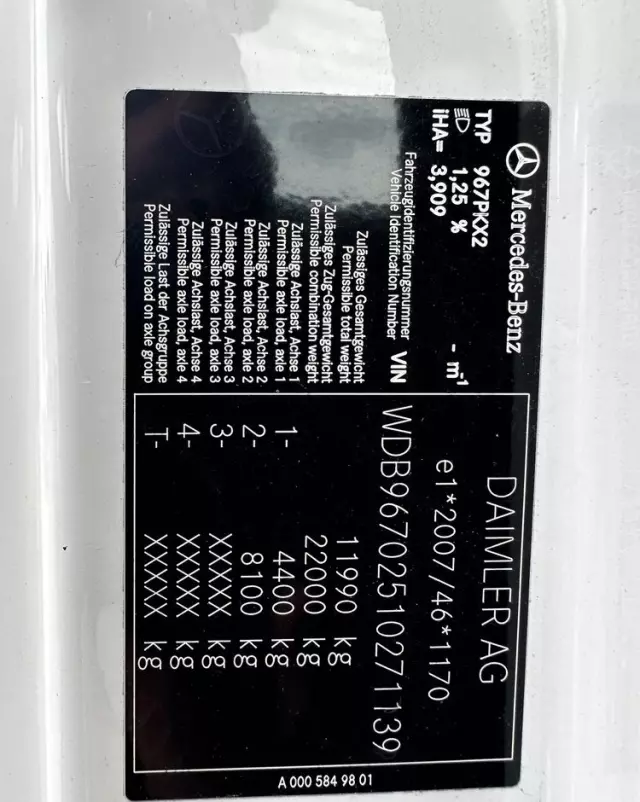 Mercedes-Benz
TYP 967PKX2
1,25 % - m⁻¹
iHA= 3,909
DAIMLER AG
e1*2007/46*1170
Fahrzeugidentifizierungsnummer
Vehicle Identification Number VIN WDB96702510271139
Zulässiges Gesamtgewicht
Permissible total weight 11990 kg
Zulässiges Zug-Gesamtgewicht
Permissible combination weight 22000 kg
Zulässige Achslast, Achse 1
Permissible axle load, axle 1 1- 4400 kg
Zulässige Achslast, Achse 2
Permissible axle load, axle 2 2- 8100 kg
Zulässige Achslast, Achse 3
Permissible axle load, axle 3 3- XXXXX kg
Zulässige Achslast, Achse 4
Permissible axle load, axle 4 4- XXXXX kg
Zulässige Last der Achsgruppe
Permissible load on axle group T- XXXXX kg
A 000 584 98 01